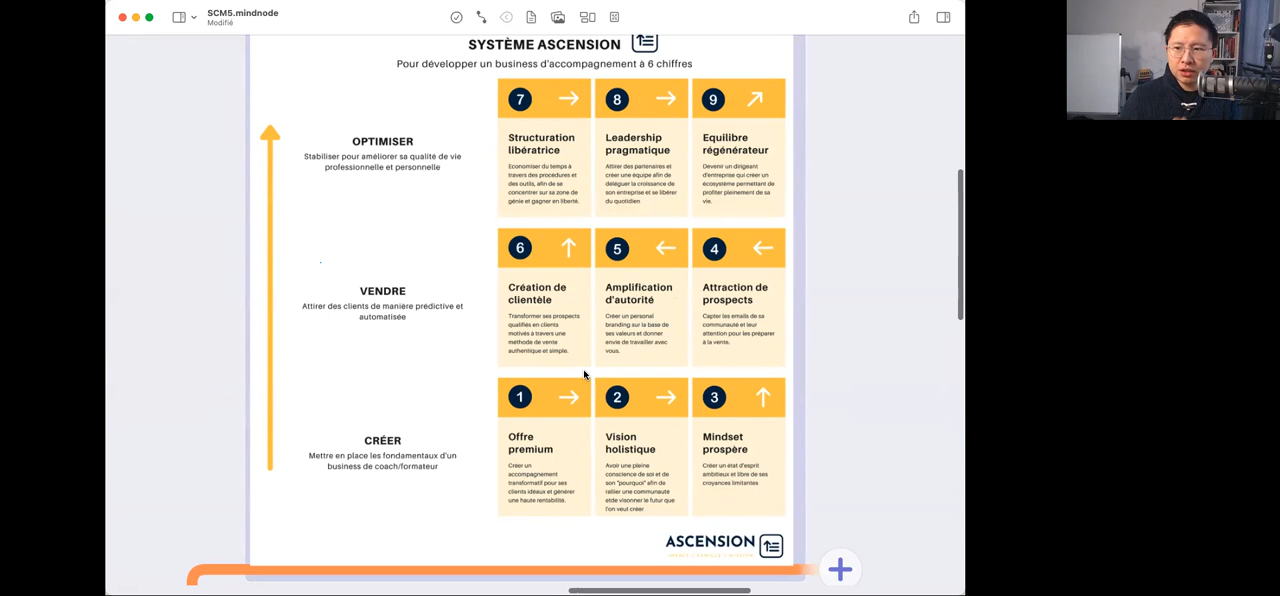 SCM5.mindnode
Modifié
SYSTÈME ASCENSION
Pour développer un business d'accompagnement à 6 chiffres
OPTIMISER
Stabiliser pour améliorer sa qualité de vie
professionnelle et personnelle
7
Structuration
libératrice
Economiser du temps à
travers des procédures et
des outils, afin de se
concentrer sur sa zone de
génie et gagner en liberté.
8
Leadership
pragmatique
Attirer des partenaires et
créer une équipe afin de
déléguer la croissance de
son entreprise et se libérer
du quotidien
9
Equilibre
régénérateur
Devenir un dirigeant
d'entreprise qui créer un
écosystème permettant de
profiter pleinement de sa
vie.
VENDRE
Attirer des clients de manière prédictive et
automatisée
6
Création de
clientèle
Transformer ses prospects
qualifiés en clients
motivés à travers une
méthode de vente
authentique et simple.
5
Amplification
d'autorité
Créer un personal
branding sur la base de
ses valeurs et donner
envie de travailler avec
vous.
4
Attraction de
prospects
Capter les emails de sa
communauté et leur
attention pour les préparer
à la vente.
CRÉER
Mettre en place les fondamentaux d'un
business de coach/formateur
1
Offre
premium
Creer un
accompagnement
transformatif pour ses
clients idéaux et générer
une haute rentabilité.
2
Vision
holistique
Avoir une pleine
conscience de soi et de
son "pourquoi" afin de
rallier une communauté
etde visonner le futur que
l'on veut créer
3
Mindset
prospère
Créer un état d'esprit
ambitieux et libre de ses
croyances limitantes
ASCENSION